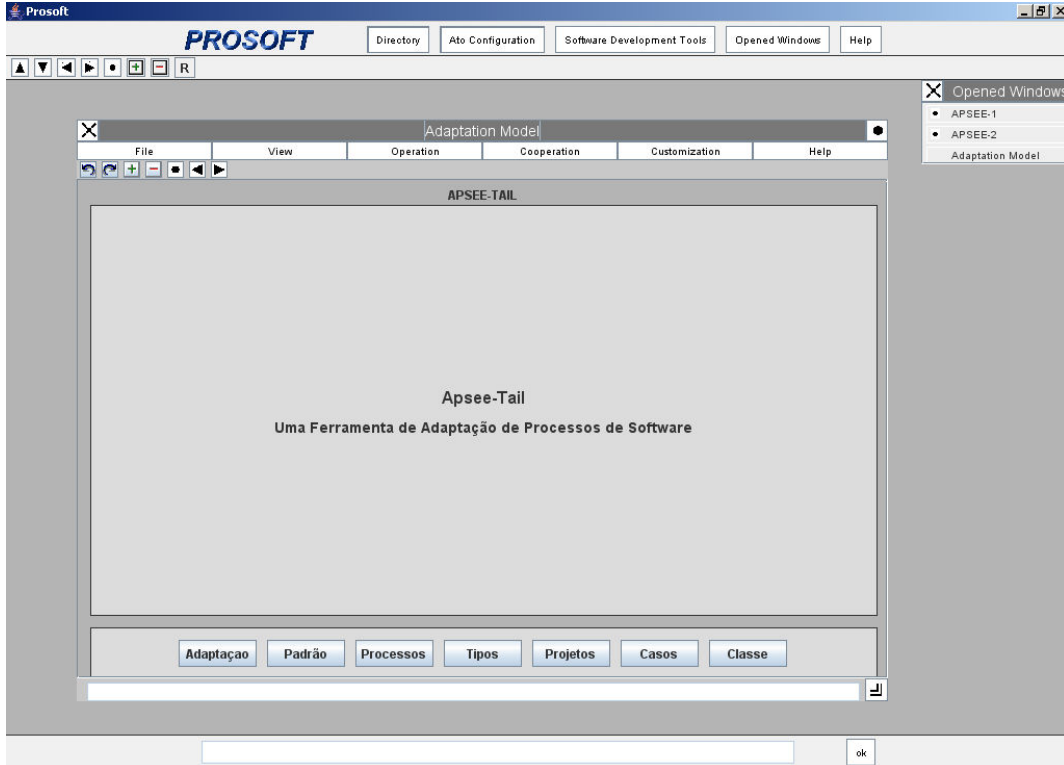 Prosoft
PROSOFT Directory Ato Configuration Software Development Tools Opened Windows Help
R
Opened Windows
APSEE-1
APSEE-2
Adaptation Model
Adaptation Model
File View Operation Cooperation Customization Help
APSEE-TAIL
Apsee-Tail
Uma Ferramenta de Adaptação de Processos de Software
Adaptaçao Padrão Processos Tipos Projetos Casos Classe
ok